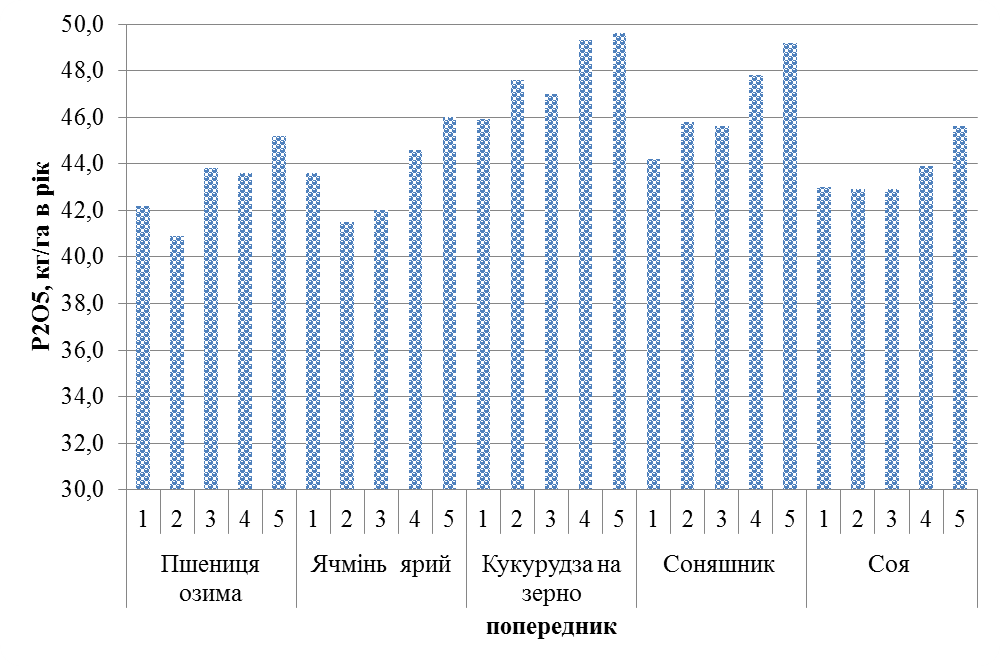 P2O5, кг/га в рік
50,0
48,0
46,0
44,0
42,0
40,0
38,0
36,0
34,0
32,0
30,0
1 2 3 4 5 1 2 3 4 5 1 2 3 4 5 1 2 3 4 5 1 2 3 4 5
Пшениця
озима
Ячмінь ярий
Кукурудза на
зерно
Соняшник
Соя
попередник